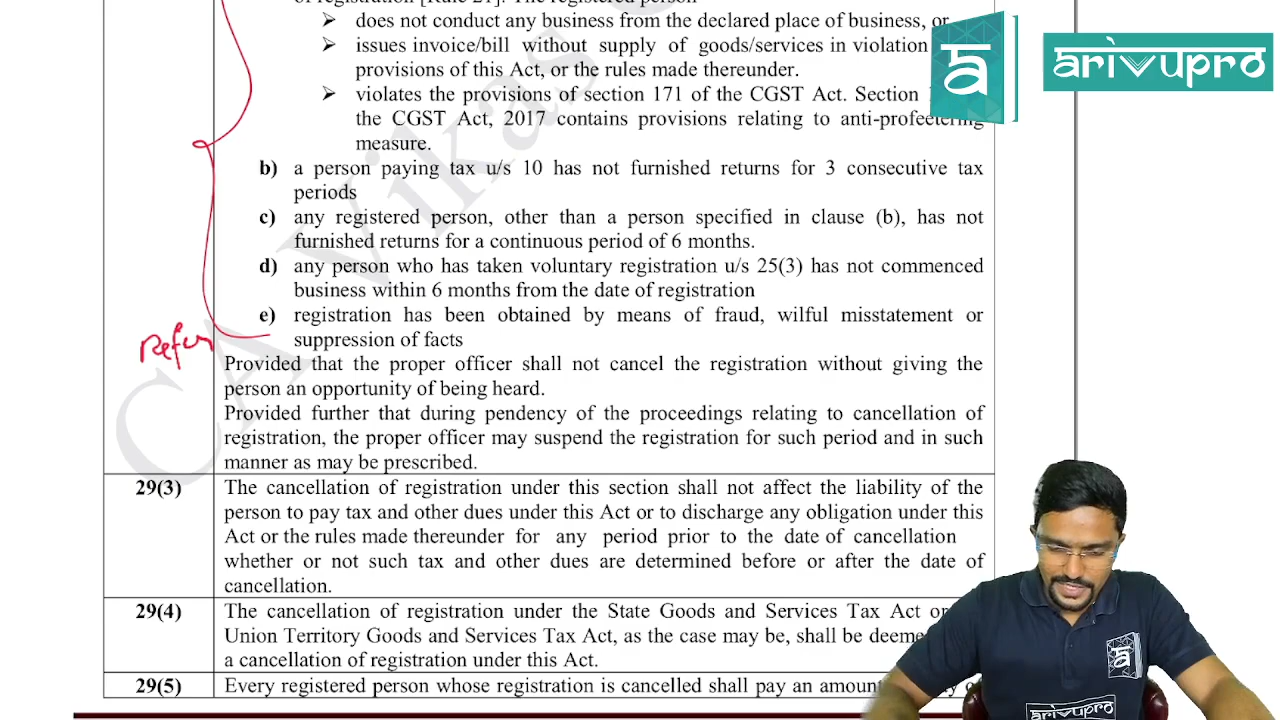 of registration [Rule 21]. The registered person
➢ does not conduct any business from the declared place of business, or
➢ issues invoice/bill without supply of goods/services in violation
provisions of this Act, or the rules made thereunder.
➢ violates the provisions of section 171 of the CGST Act. Section
the CGST Act, 2017 contains provisions relating to anti-profeetering
measure.
b) a person paying tax u/s 10 has not furnished returns for 3 consecutive tax
periods
c) any registered person, other than a person specified in clause (b), has not
furnished returns for a continuous period of 6 months.
d) any person who has taken voluntary registration u/s 25(3) has not commenced
business within 6 months from the date of registration
e) registration has been obtained by means of fraud, wilful misstatement or
suppression of facts
Refer
Provided that the proper officer shall not cancel the registration without giving the
person an opportunity of being heard.
Provided further that during pendency of the proceedings relating to cancellation of
registration, the proper officer may suspend the registration for such period and in such
manner as may be prescribed.
29(3) The cancellation of registration under this section shall not affect the liability of the
person to pay tax and other dues under this Act or to discharge any obligation under this
Act or the rules made thereunder for any period prior to the date of cancellation
whether or not such tax and other dues are determined before or after the date of
cancellation.
29(4) The cancellation of registration under the State Goods and Services Tax Act or
Union Territory Goods and Services Tax Act, as the case may be, shall be deeme
a cancellation of registration under this Act.
29(5) Every registered person whose registration is cancelled shall pay an amount
CA Vikas
arivupro
arivupro